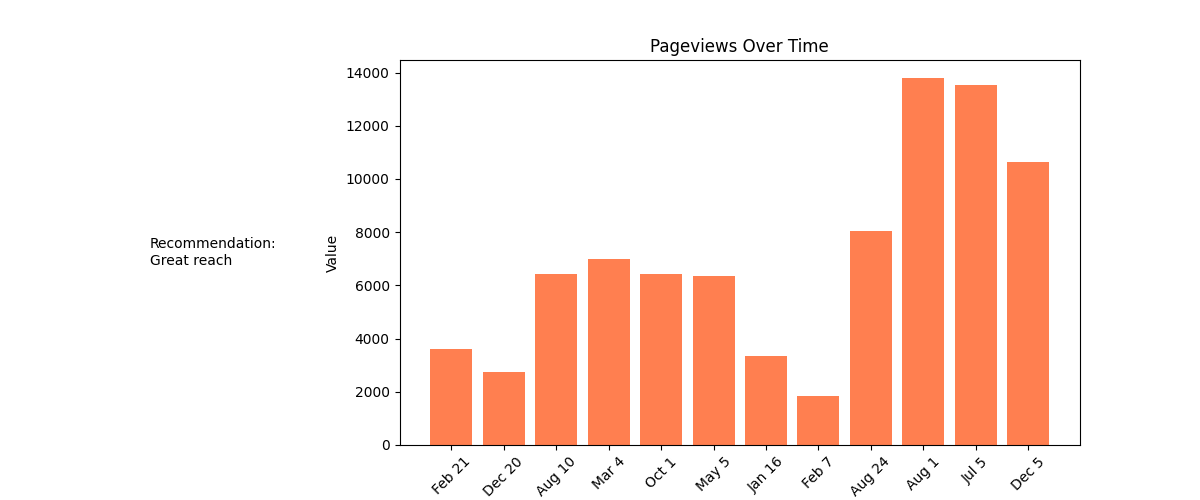 Pageviews Over Time
Recommendation:
Great reach
Value
14000
12000
10000
8000
6000
4000
2000
0
Feb 21
Dec 20
Aug 10
Mar 4
Oct 1
May 5
Jan 16
Feb 7
Aug 24
Aug 1
Jul 5
Dec 5